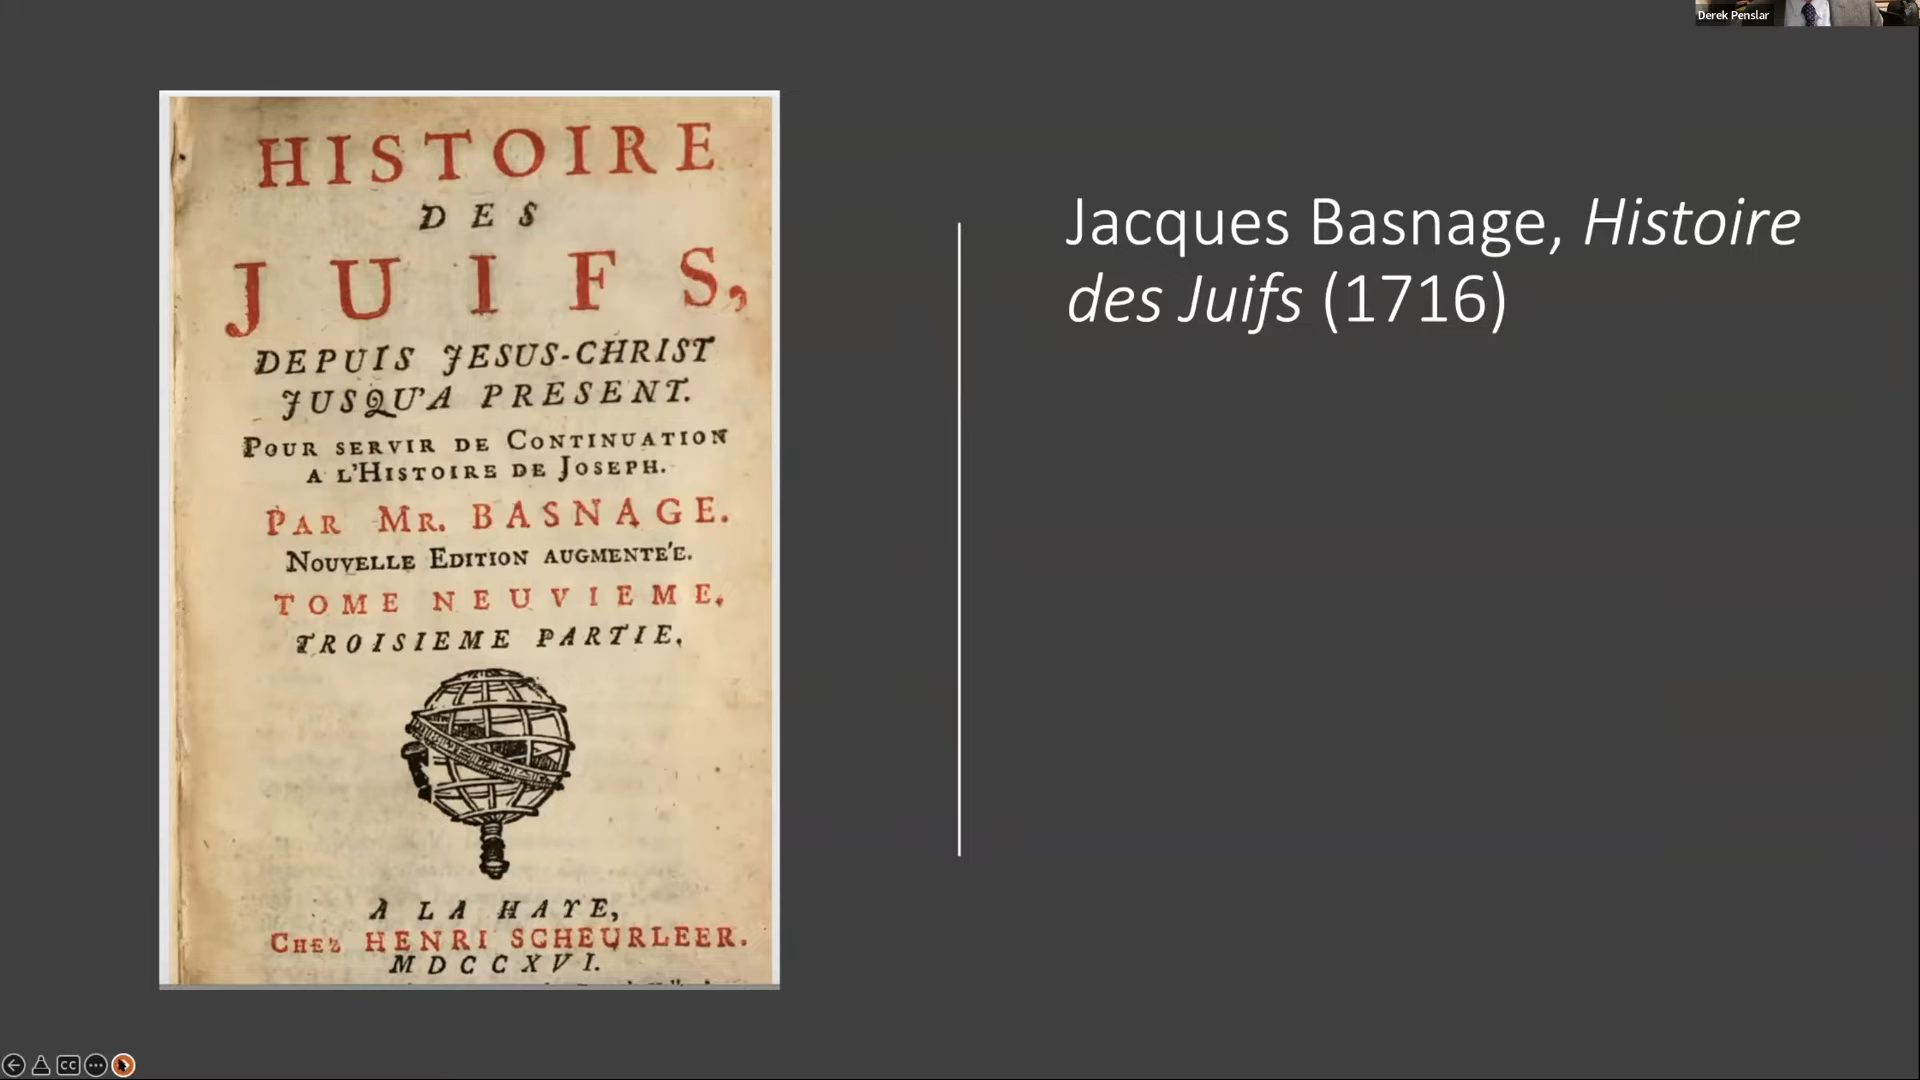 Derek Penslar
HISTOIRE
DES
JUIFS,
DEPUIS JESUS-CHRIST
JUSQU'A PRESENT.
POUR SERVIR DE CONTINUATION
A L'HISTOIRE DE JOSEPH.
PAR MR. BASNAGE.
NOUVELLE EDITION AUGMENTE'E.
TOME NEUVIEME,
TROISIEME PARTIE.
A LA HAYE,
CHEZ HENRI SCHEURLEER.
MDCCXVI.
Jacques Basnage, Histoire
des Juifs (1716)
CC